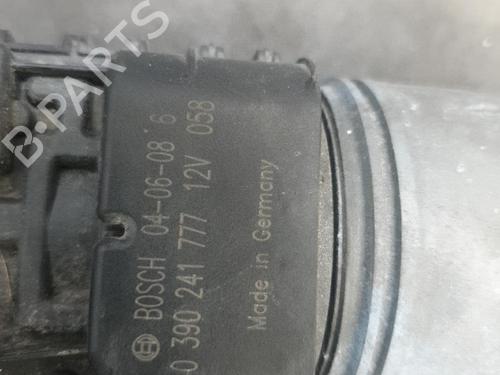 BOSCH 04-06-08 6
0 390 241 777 12V 058
Made in Germany
B-PARTS